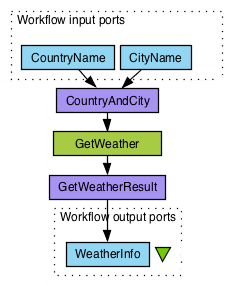 Workflow input ports
CountryName
CityName
CountryAndCity
GetWeather
GetWeatherResult
Workflow output ports
WeatherInfo